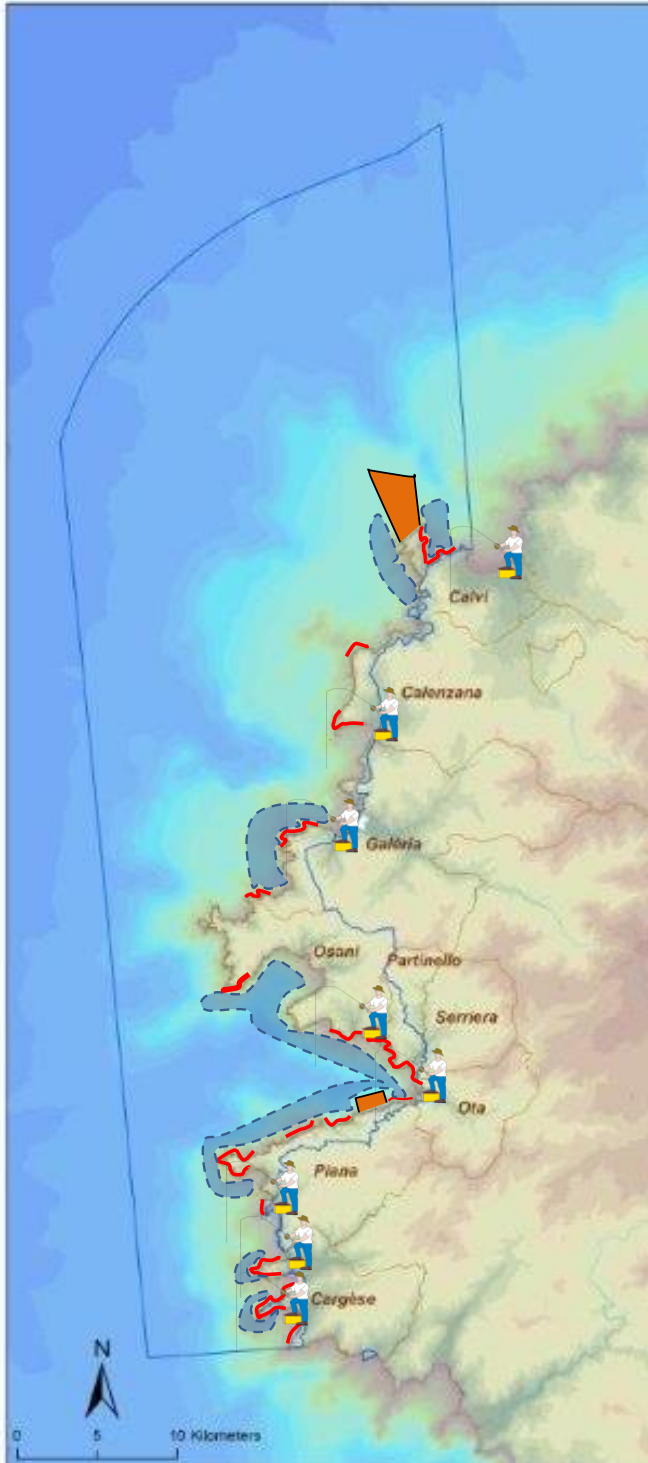 Calvi
Calenzana
Galéria
Osani
Partinello
Serriera
Ota
Piana
Cargèse
N
0 5 10 Kilometers